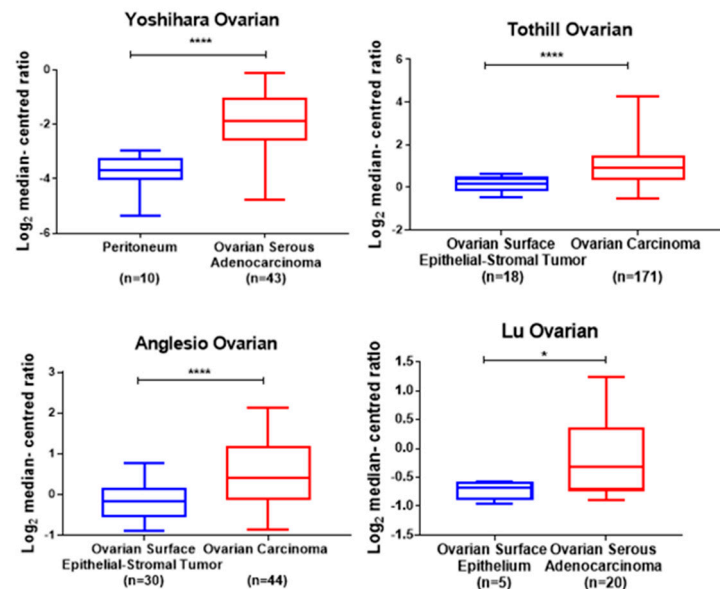 Yoshihara Ovarian
****
Log2 median- centred ratio
0
-2
-4
-6
Peritoneum
(n=10)
Ovarian Serous
Adenocarcinoma
(n=43)
Tothill Ovarian
****
Log2 median- centred ratio
6
4
2
0
-2
Ovarian Surface
Epithelial-Stromal Tumor
(n=18)
Ovarian Carcinoma
(n=171)
Anglesio Ovarian
****
Log2 median- centred ratio
3
2
1
0
-1
Ovarian Surface
Epithelial-Stromal Tumor
(n=30)
Ovarian Carcinoma
(n=44)
Lu Ovarian
*
Log2 median- centred ratio
1.5
1.0
0.5
0.0
-0.5
-1.0
-1.5
Ovarian Surface
Epithelium
(n=5)
Ovarian Serous
Adenocarcinoma
(n=20)